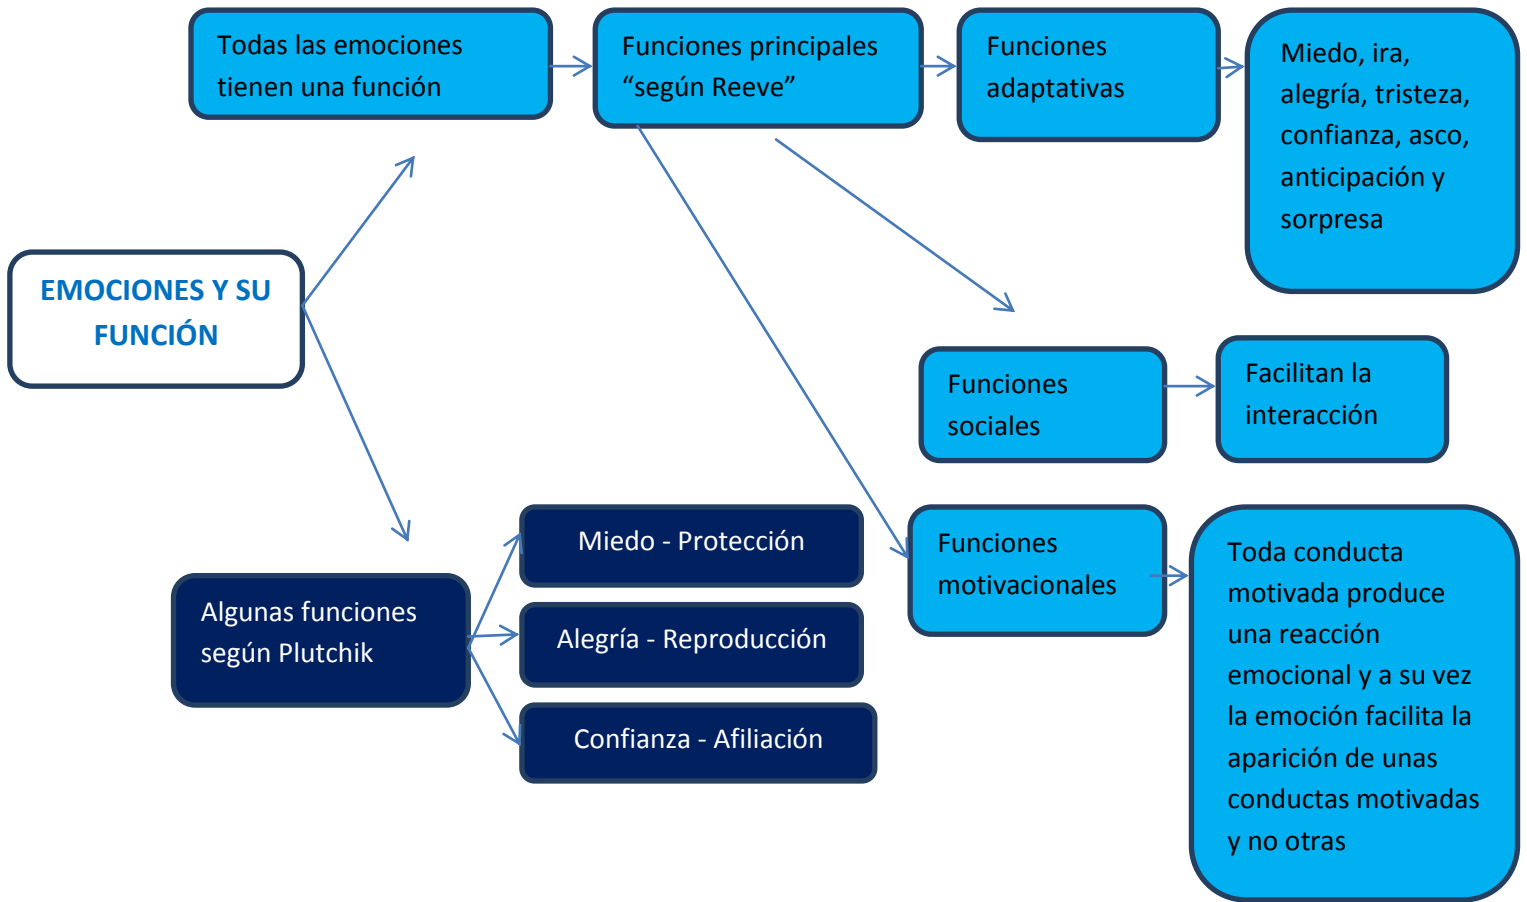 Todas las emociones
tienen una función
Funciones principales
“según Reeve”
Funciones
adaptativas
Miedo, ira,
alegría, tristeza,
confianza, asco,
anticipación y
sorpresa
EMOCIONES Y SU
FUNCIÓN
Funciones
sociales
Facilitan la
interacción
Funciones
motivacionales
Toda conducta
motivada produce
una reacción
emocional y a su vez
la emoción facilita la
aparición de unas
conductas motivadas
y no otras
Algunas funciones
según Plutchik
Miedo - Protección
Alegría - Reproducción
Confianza - Afiliación